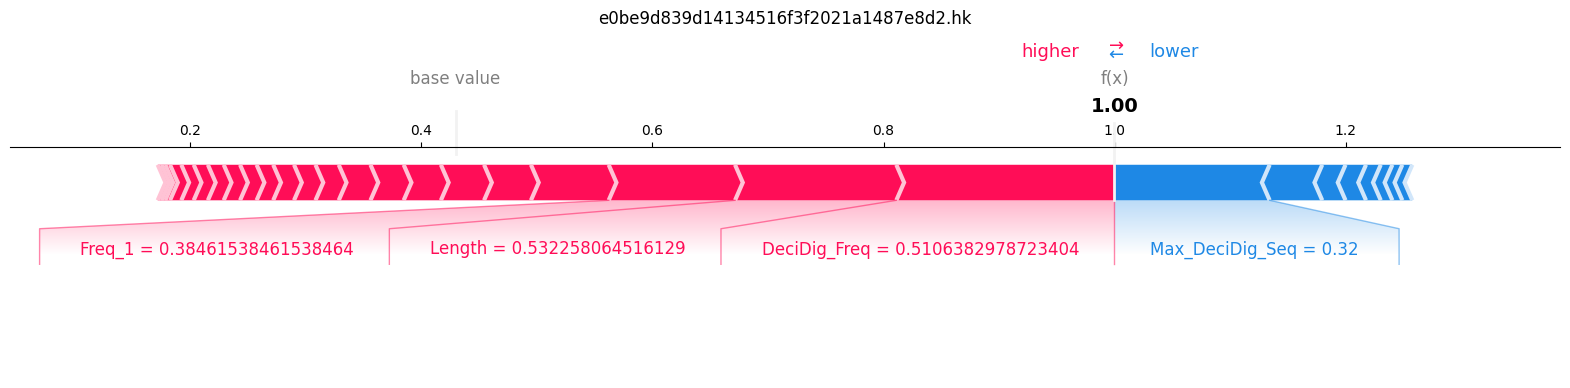 e0be9d839d14134516f3f2021a1487e8d2.hk
higher ⇄ lower
base value f(x)
1.00
0.2 0.4 0.6 0.8 1.0 1.2
Freq_1 = 0.38461538461538464 Length = 0.532258064516129 DeciDig_Freq = 0.5106382978723404 Max_DeciDig_Seq = 0.32